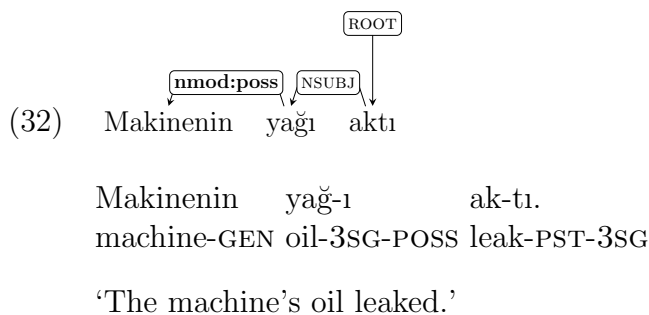 ROOT
nmod:poss NSUBJ
(32) Makinenin yağı aktı
Makinenin yağ-ı ak-tı.
machine-GEN oil-3SG-POSS leak-PST-3SG
‘The machine’s oil leaked.’